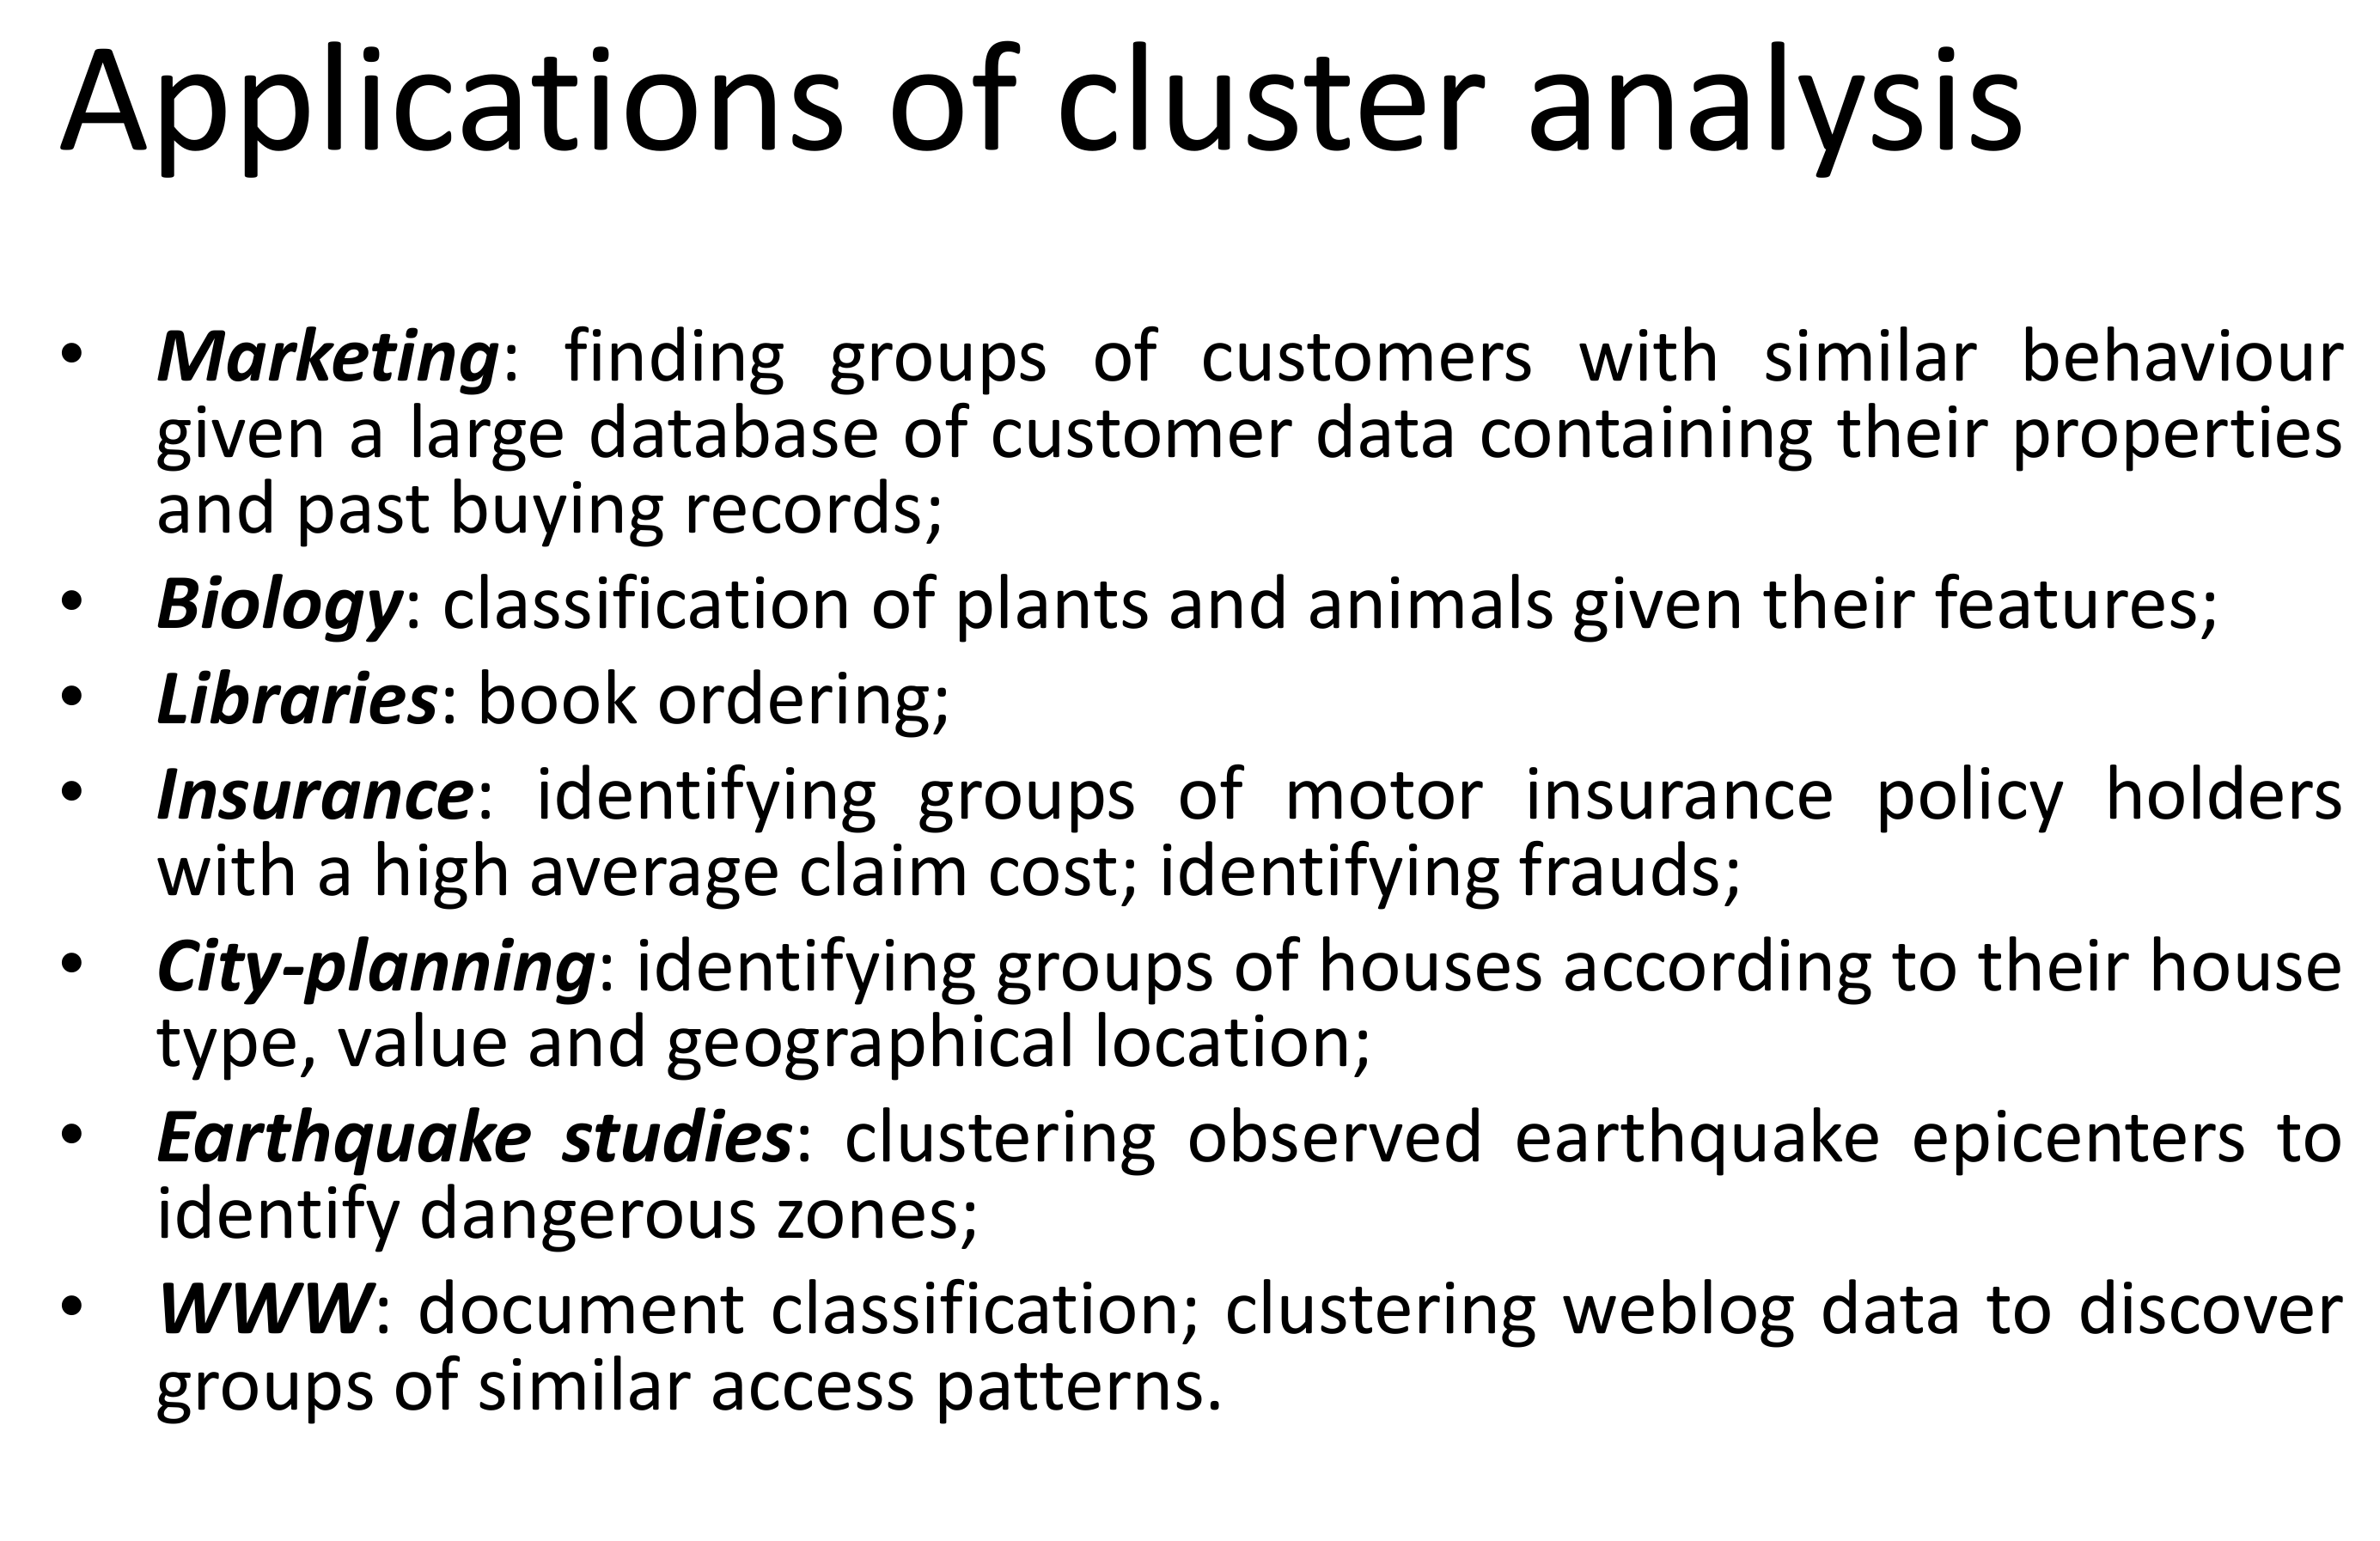 Applications of cluster analysis
• Marketing: finding groups of customers with similar behaviour
given a large database of customer data containing their properties
and past buying records;
• Biology: classification of plants and animals given their features;
• Libraries: book ordering;
• Insurance: identifying groups of motor insurance policy holders
with a high average claim cost; identifying frauds;
• City-planning: identifying groups of houses according to their house
type, value and geographical location;
• Earthquake studies: clustering observed earthquake epicenters to
identify dangerous zones;
• WWW: document classification; clustering weblog data to discover
groups of similar access patterns.